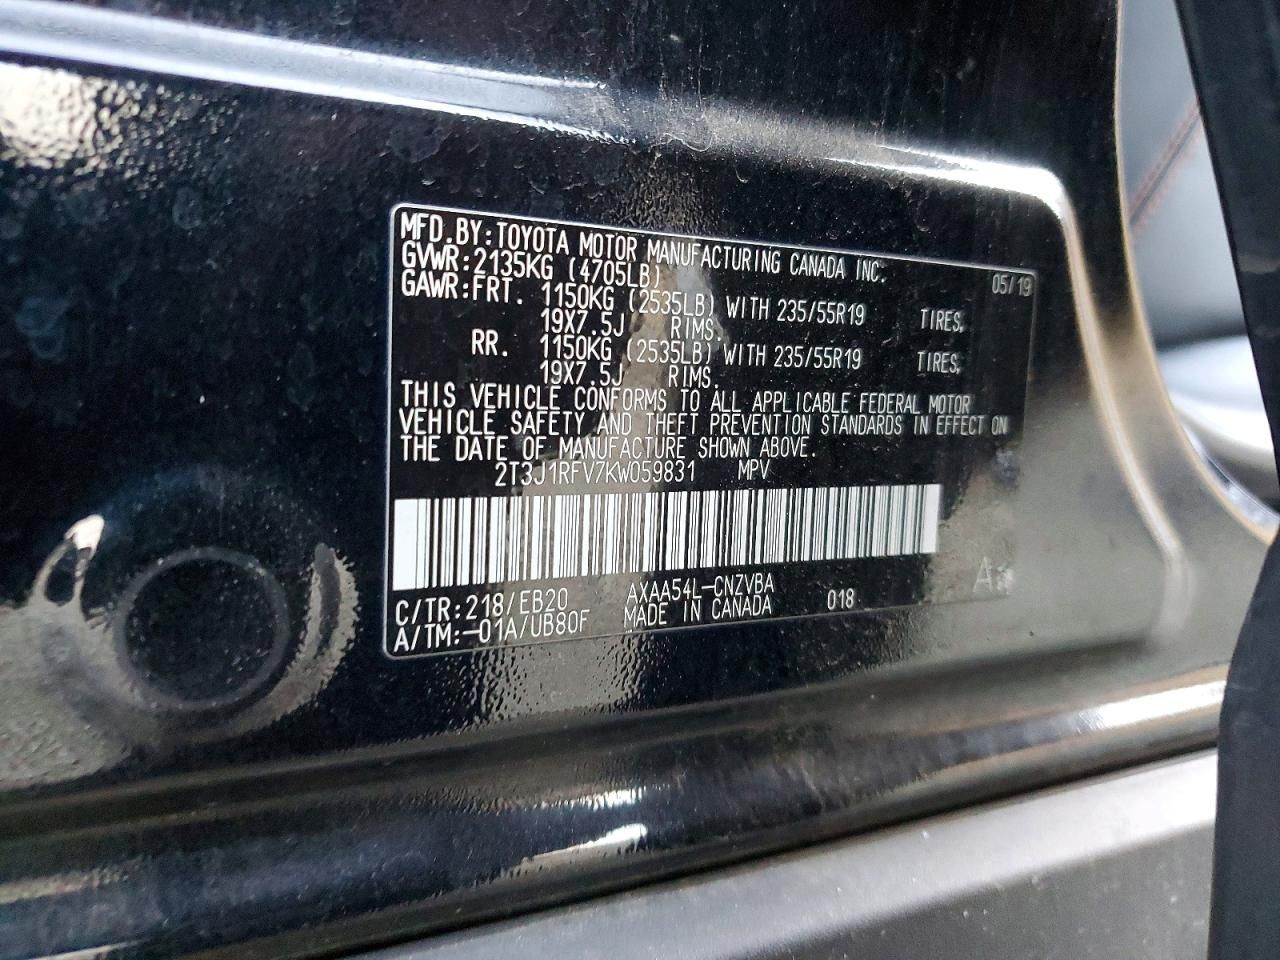 MFD.BY:TOYOTA MOTOR MANUFACTURING CANADA INC. 05/19
GVWR:2135KG (4705LB)
GAWR:FRT. 1150KG (2535LB) WITH 235/55R19 TIRES,
19X7.5J RIMS.
RR. 1150KG (2535LB) WITH 235/55R19 TIRES,
19X7.5J RIMS.
THIS VEHICLE CONFORMS TO ALL APPLICABLE FEDERAL MOTOR
VEHICLE SAFETY AND THEFT PREVENTION STANDARDS IN EFFECT ON
THE DATE OF MANUFACTURE SHOWN ABOVE.
2T3J1RFV7KW059831 MPV
C/TR:218/EB20 AXAA54L-CNZVBA 018
A/TM:-01A/UB80F MADE IN CANADA